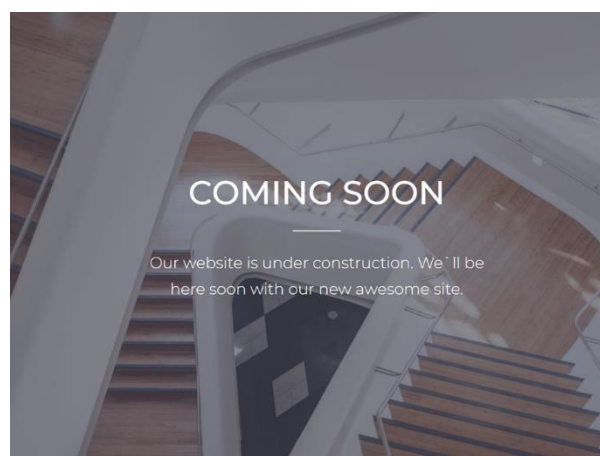 COMING SOON
Our website is under construction. We`ll be
here soon with our new awesome site.